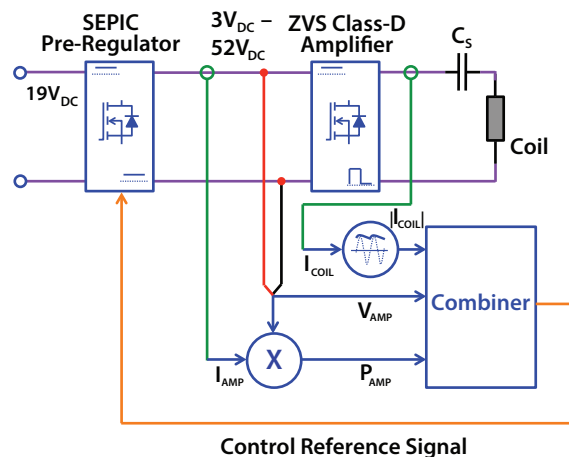 SEPIC
Pre-Regulator
3V_DC –
52V_DC
ZVS Class-D
Amplifier
C_S
19V_DC
Coil
|I_COIL|
I_COIL
V_AMP
Combiner
X
I_AMP
P_AMP
Control Reference Signal